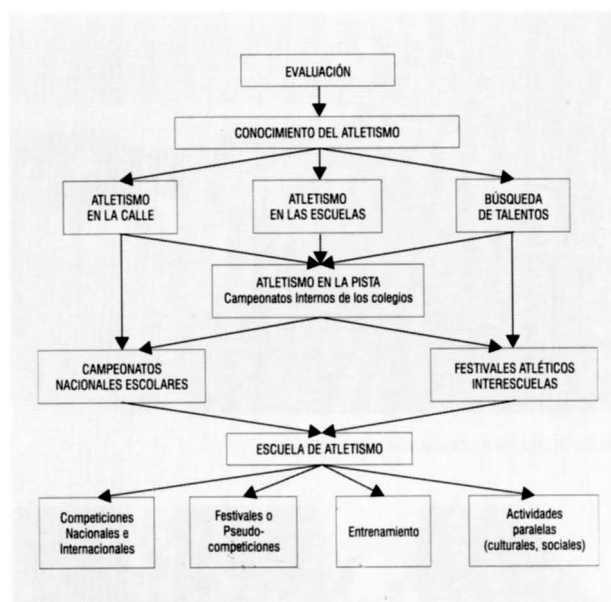 EVALUACIÓN
CONOCIMIENTO DEL ATLETISMO
ATLETISMO
EN LA CALLE
ATLETISMO
EN LAS ESCUELAS
BÚSQUEDA
DE TALENTOS
ATLETISMO EN LA PISTA
Campeonatos Internos de los colegios
CAMPEONATOS
NACIONALES ESCOLARES
FESTIVALES ATLÉTICOS
INTERESCUELAS
ESCUELA DE ATLETISMO
Competiciones
Nacionales e
Internacionales
Festivales o
Pseudo-
competiciones
Entrenamiento
Actividades
paralelas
(culturales, sociales)